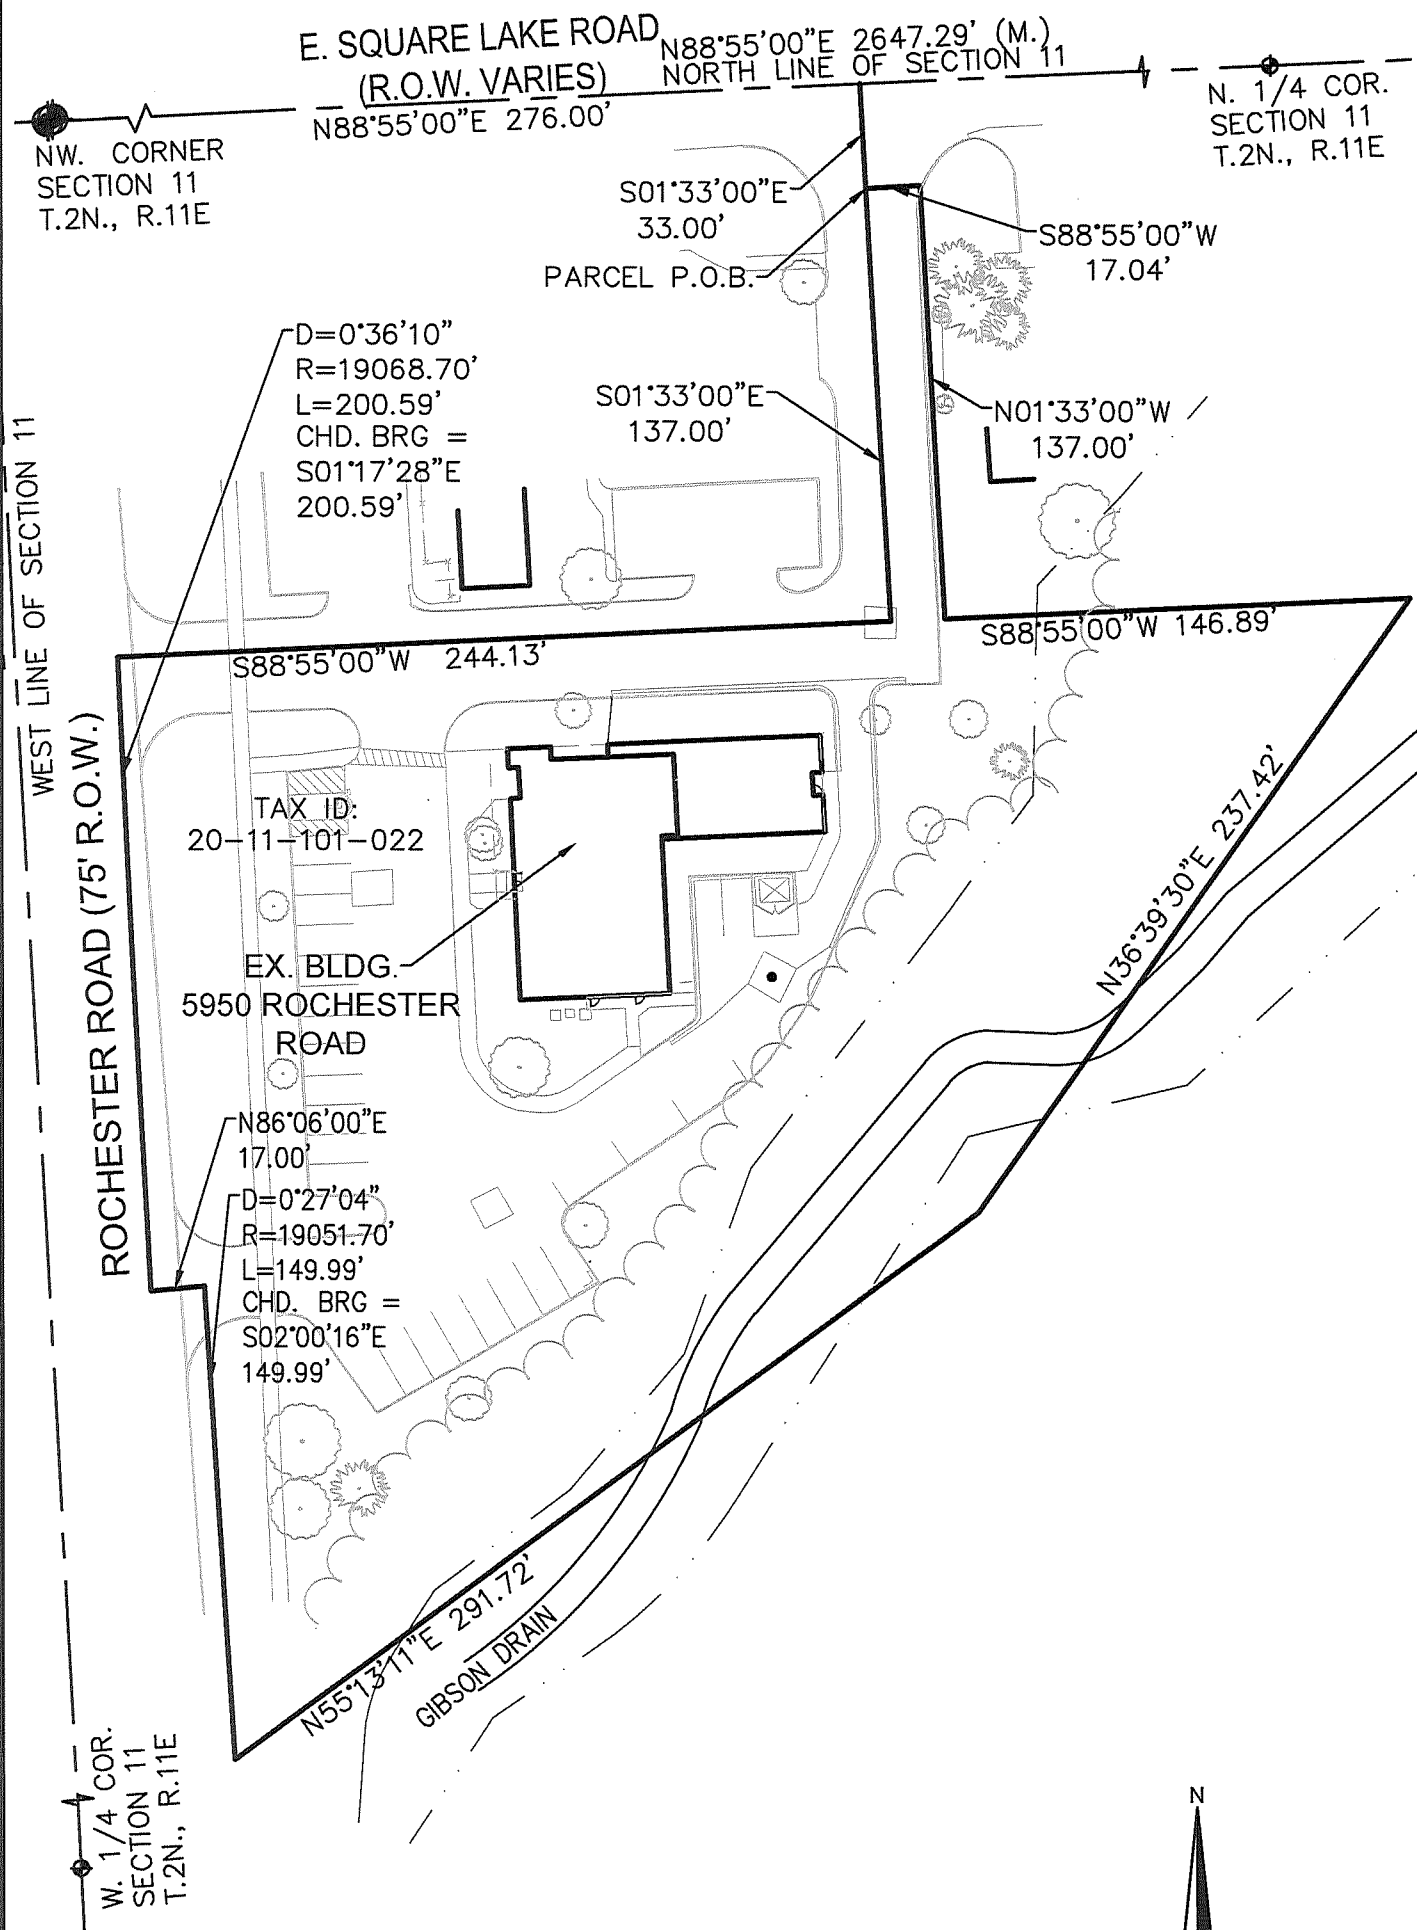 E. SQUARE LAKE ROAD
(R.O.W. VARIES)
N88°55'00"E 2647.29' (M.)
NORTH LINE OF SECTION 11
N88°55'00"E 276.00'
NW. CORNER
SECTION 11
T.2N., R.11E
N. 1/4 COR.
SECTION 11
T.2N., R.11E
S01°33'00"E
33.00'
PARCEL P.O.B.
S88°55'00"W
17.04'
D=0°36'10"
R=19068.70'
L=200.59'
CHD. BRG =
S01°17'28"E
200.59'
S01°33'00"E
137.00'
N01°33'00"W
137.00'
WEST LINE OF SECTION 11
S88°55'00"W 244.13'
S88°55'00"W 146.89'
ROCHESTER ROAD (75' R.O.W.)
TAX ID:
20-11-101-022
N36°39'30"E 237.42'
EX. BLDG.
5950 ROCHESTER
ROAD
N86°06'00"E
17.00'
D=0°27'04"
R=19051.70'
L=149.99'
CHD. BRG =
S02°00'16"E
149.99'
N55°13'11"E 291.72'
GIBSON DRAIN
W. 1/4 COR.
SECTION 11
T.2N., R.11E
N